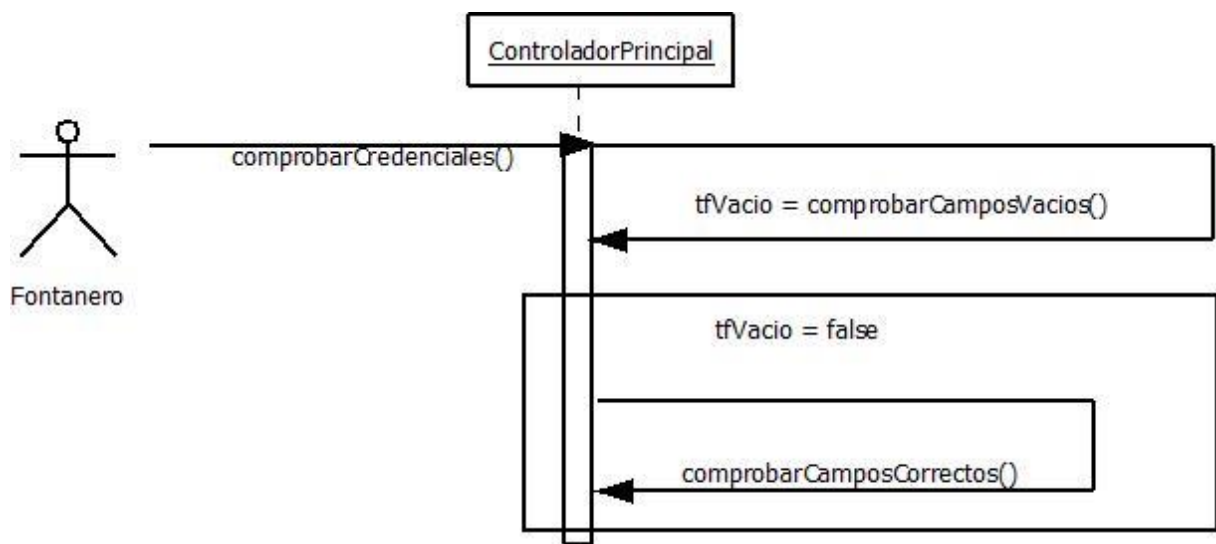 ControladorPrincipal
comprobarCredenciales()
tfVacio = comprobarCamposVacios()
Fontanero
tfVacio = false
comprobarCamposCorrectos()